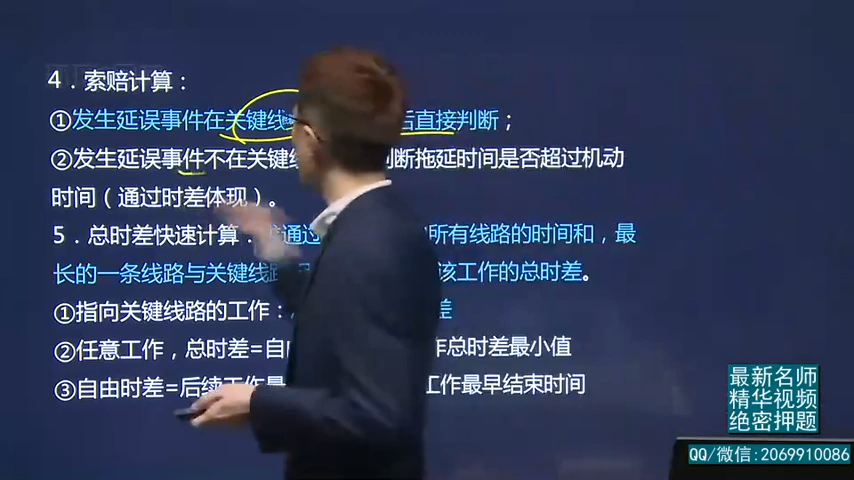 4．索赔计算：
①发生延误事件在关键线 后直接判断；
②发生延误事件不在关键线 判断拖延时间是否超过机动
时间（通过时差体现）。
5．总时差快速计算： 通过 所有线路的时间和，最
长的一条线路与关键线路 该工作的总时差。
①指向关键线路的工作： 差
②任意工作，总时差=自由 作总时差最小值
③自由时差=后续工作最 工作最早结束时间
最新名师
精华视频
绝密押题
QQ/微信:2069910086